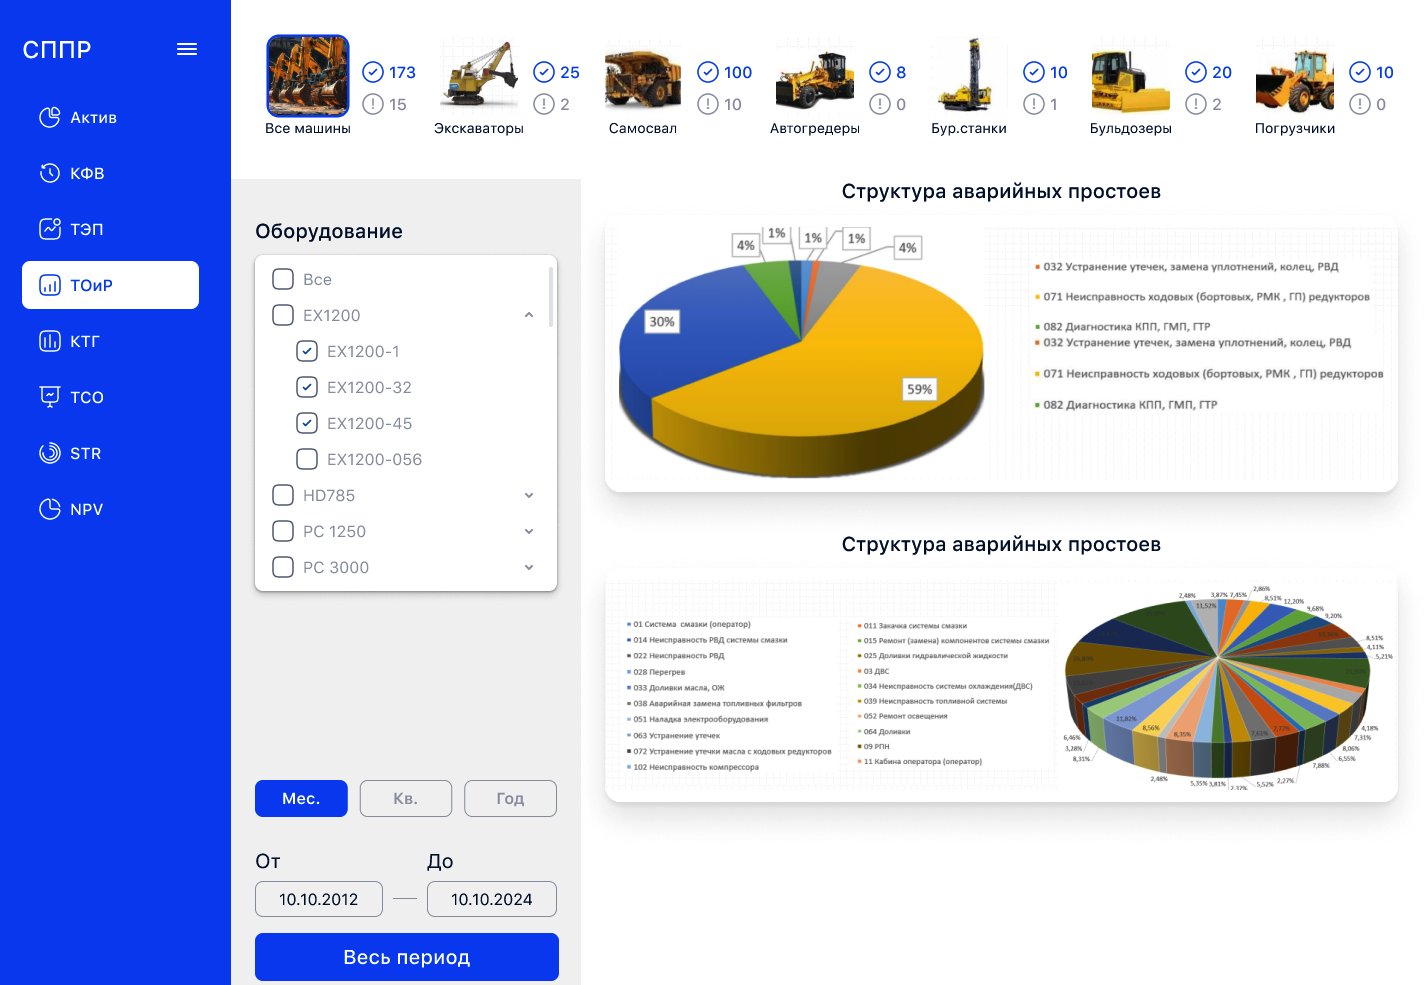 СППР
Актив
КФВ
ТЭП
ТОиР
КТГ
ТСО
STR
NPV
173
15
Все машины
25
2
Экскаваторы
100
10
Самосвал
8
0
Автогредеры
10
1
Бур.станки
20
2
Бульдозеры
10
0
Погрузчики
Оборудование
Все
EX1200
EX1200-1
EX1200-32
EX1200-45
EX1200-056
HD785
PC 1250
PC 3000
Мес.
Кв.
Год
От
До
10.10.2012
10.10.2024
Весь период
Структура аварийных простоев
4%
1%
1%
1%
4%
30%
59%
032 Устранение утечек, замена уплотнений, колец, РВД
071 Неисправность ходовых (бортовых, РМК , ГП) редукторов
082 Диагностика КПП, ГМП, ГТР
032 Устранение утечек, замена уплотнений, колец, РВД
071 Неисправность ходовых (бортовых, РМК , ГП) редукторов
082 Диагностика КПП, ГМП, ГТР
Структура аварийных простоев
01 Система смазки (оператор)
014 Неисправность РВД системы смазки
022 Неисправность РВД
028 Перегрев
033 Доливки масла, ОЖ
038 Аварийная замена топливных фильтров
051 Наладка электрооборудования
063 Устранение утечек
072 Устранение утечки масла с ходовых редукторов
102 Неисправность компрессора
011 Закачка системы смазки
015 Ремонт (замена) компонентов системы смазки
025 Доливки гидравлической жидкости
03 ДВС
034 Неисправность системы охлаждения(ДВС)
039 Неисправность топливной системы
052 Ремонт освещения
064 Доливки
09 РПН
11 Кабина оператора (оператор)
2,48%
11,52%
3,87%
7,45%
2,86%
8,51%
12,20%
9,68%
9,20%
8,51%
4,11%
5,21%
4,18%
7,31%
8,06%
6,55%
7,88%
2,27%
7,77%
5,52%
7,63%
3,81%
5,35%
8,35%
2,48%
8,56%
11,82%
8,31%
3,28%
6,46%